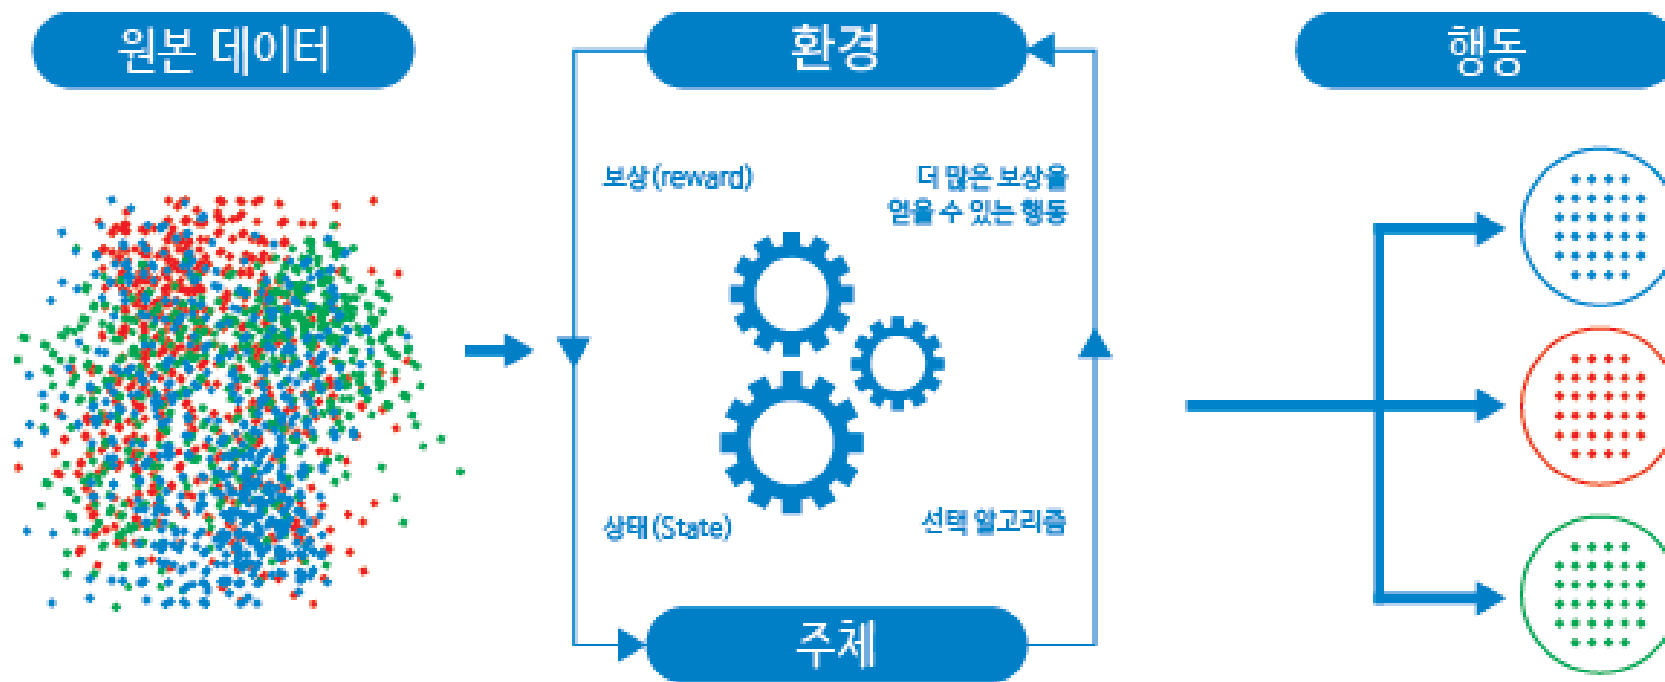 원본 데이터
환경
행동
보상(reward)
더 많은 보상을
얻을 수 있는 행동
상태(State)
선택 알고리즘
주체